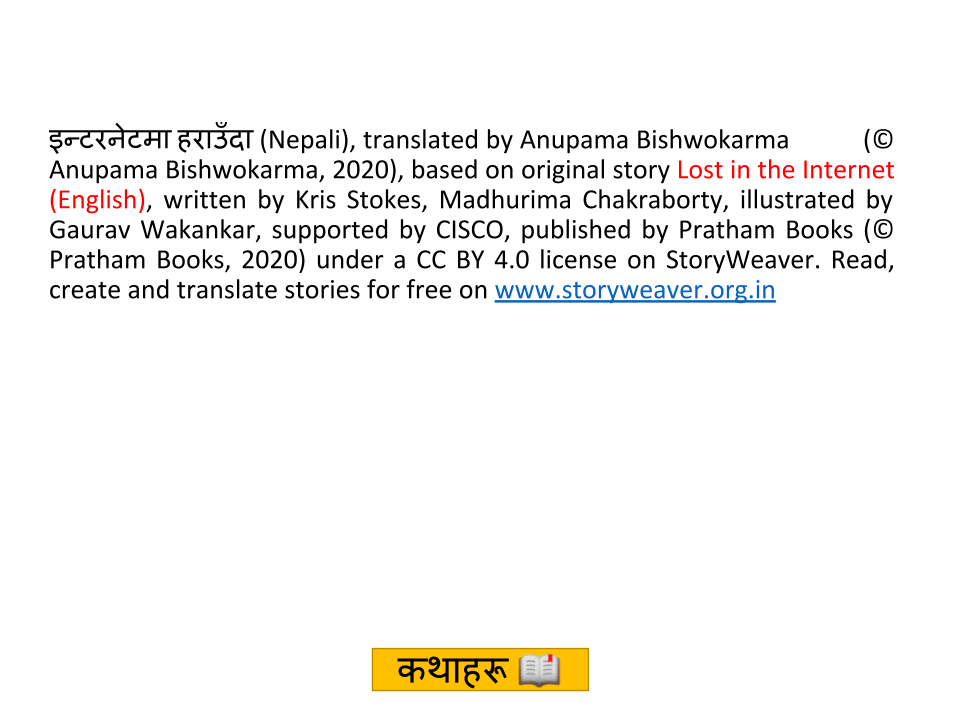 इन्टरनेटमा हराउँदा (Nepali), translated by Anupama Bishwokarma (©
Anupama Bishwokarma, 2020), based on original story Lost in the Internet
(English), written by Kris Stokes, Madhurima Chakraborty, illustrated by
Gaurav Wakankar, supported by CISCO, published by Pratham Books (©
Pratham Books, 2020) under a CC BY 4.0 license on StoryWeaver. Read,
create and translate stories for free on www.storyweaver.org.in
कथाहरू